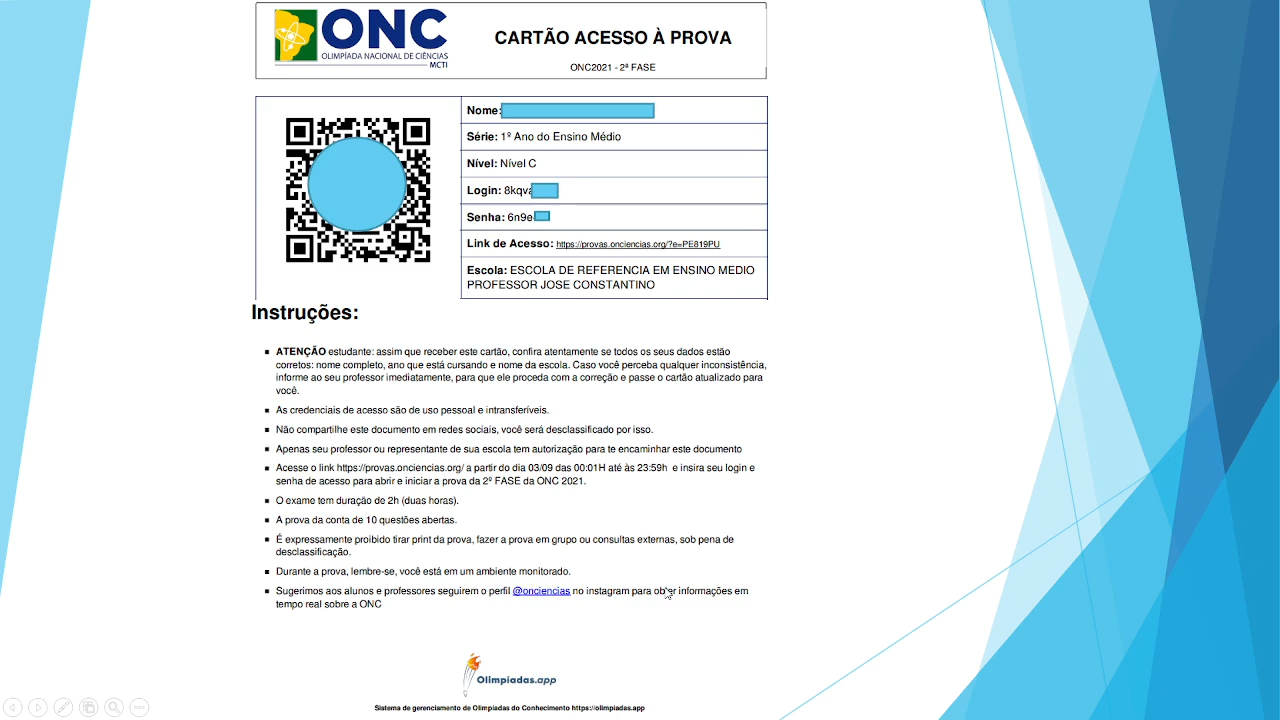 ONC
OLIMPÍADA NACIONAL DE CIÊNCIAS
MCTI
CARTÃO ACESSO À PROVA
ONC2021 - 2ª FASE
Nome:
Série: 1º Ano do Ensino Médio
Nível: Nível C
Login: 8kqva
Senha: 6n9e
Link de Acesso: https://provas.onciencias.org/?e=PE819PU
Escola: ESCOLA DE REFERENCIA EM ENSINO MEDIO
PROFESSOR JOSE CONSTANTINO
Instruções:
ATENÇÃO estudante: assim que receber este cartão, confira atentamente se todos os seus dados estão
corretos: nome completo, ano que está cursando e nome da escola. Caso você perceba qualquer inconsistência,
informe ao seu professor imediatamente, para que ele proceda com a correção e passe o cartão atualizado para
você.
As credenciais de acesso são de uso pessoal e intransferíveis.
Não compartilhe este documento em redes sociais, você será desclassificado por isso.
Apenas seu professor ou representante de sua escola tem autorização para te encaminhar este documento
Acesse o link https://provas.onciencias.org/ a partir do dia 03/09 das 00:01H até às 23:59h e insira seu login e
senha de acesso para abrir e iniciar a prova da 2º FASE da ONC 2021.
O exame tem duração de 2h (duas horas).
A prova da conta de 10 questões abertas.
É expressamente proibido tirar print da prova, fazer a prova em grupo ou consultas externas, sob pena de
desclassificação.
Durante a prova, lembre-se, você está em um ambiente monitorado.
Sugerimos aos alunos e professores seguirem o perfil @onciencias no instagram para obter informações em
tempo real sobre a ONC
Olimpiadas.app
Sistema de gerenciamento de Olimpíadas do Conhecimento https://olimpiadas.app